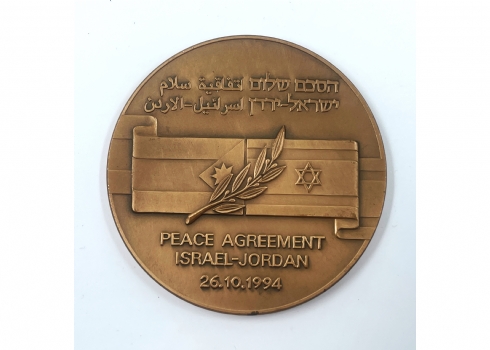 הסכם שלום اتفاقية سلام
ישראל-ירדן اسرائيل-الاردن
PEACE AGREEMENT
ISRAEL-JORDAN
26.10.1994